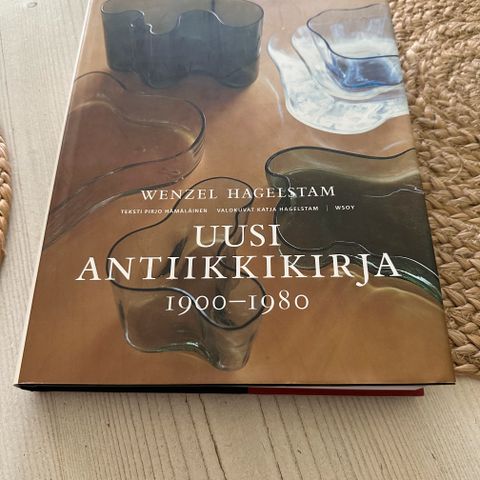 WENZEL HAGELSTAM
TEKSTI PIRJO HÄMÄLÄINEN VALOKUVAT KATJA HAGELSTAM | WSOY
UUSI
ANTIIKKIKIRJA
1900–1980